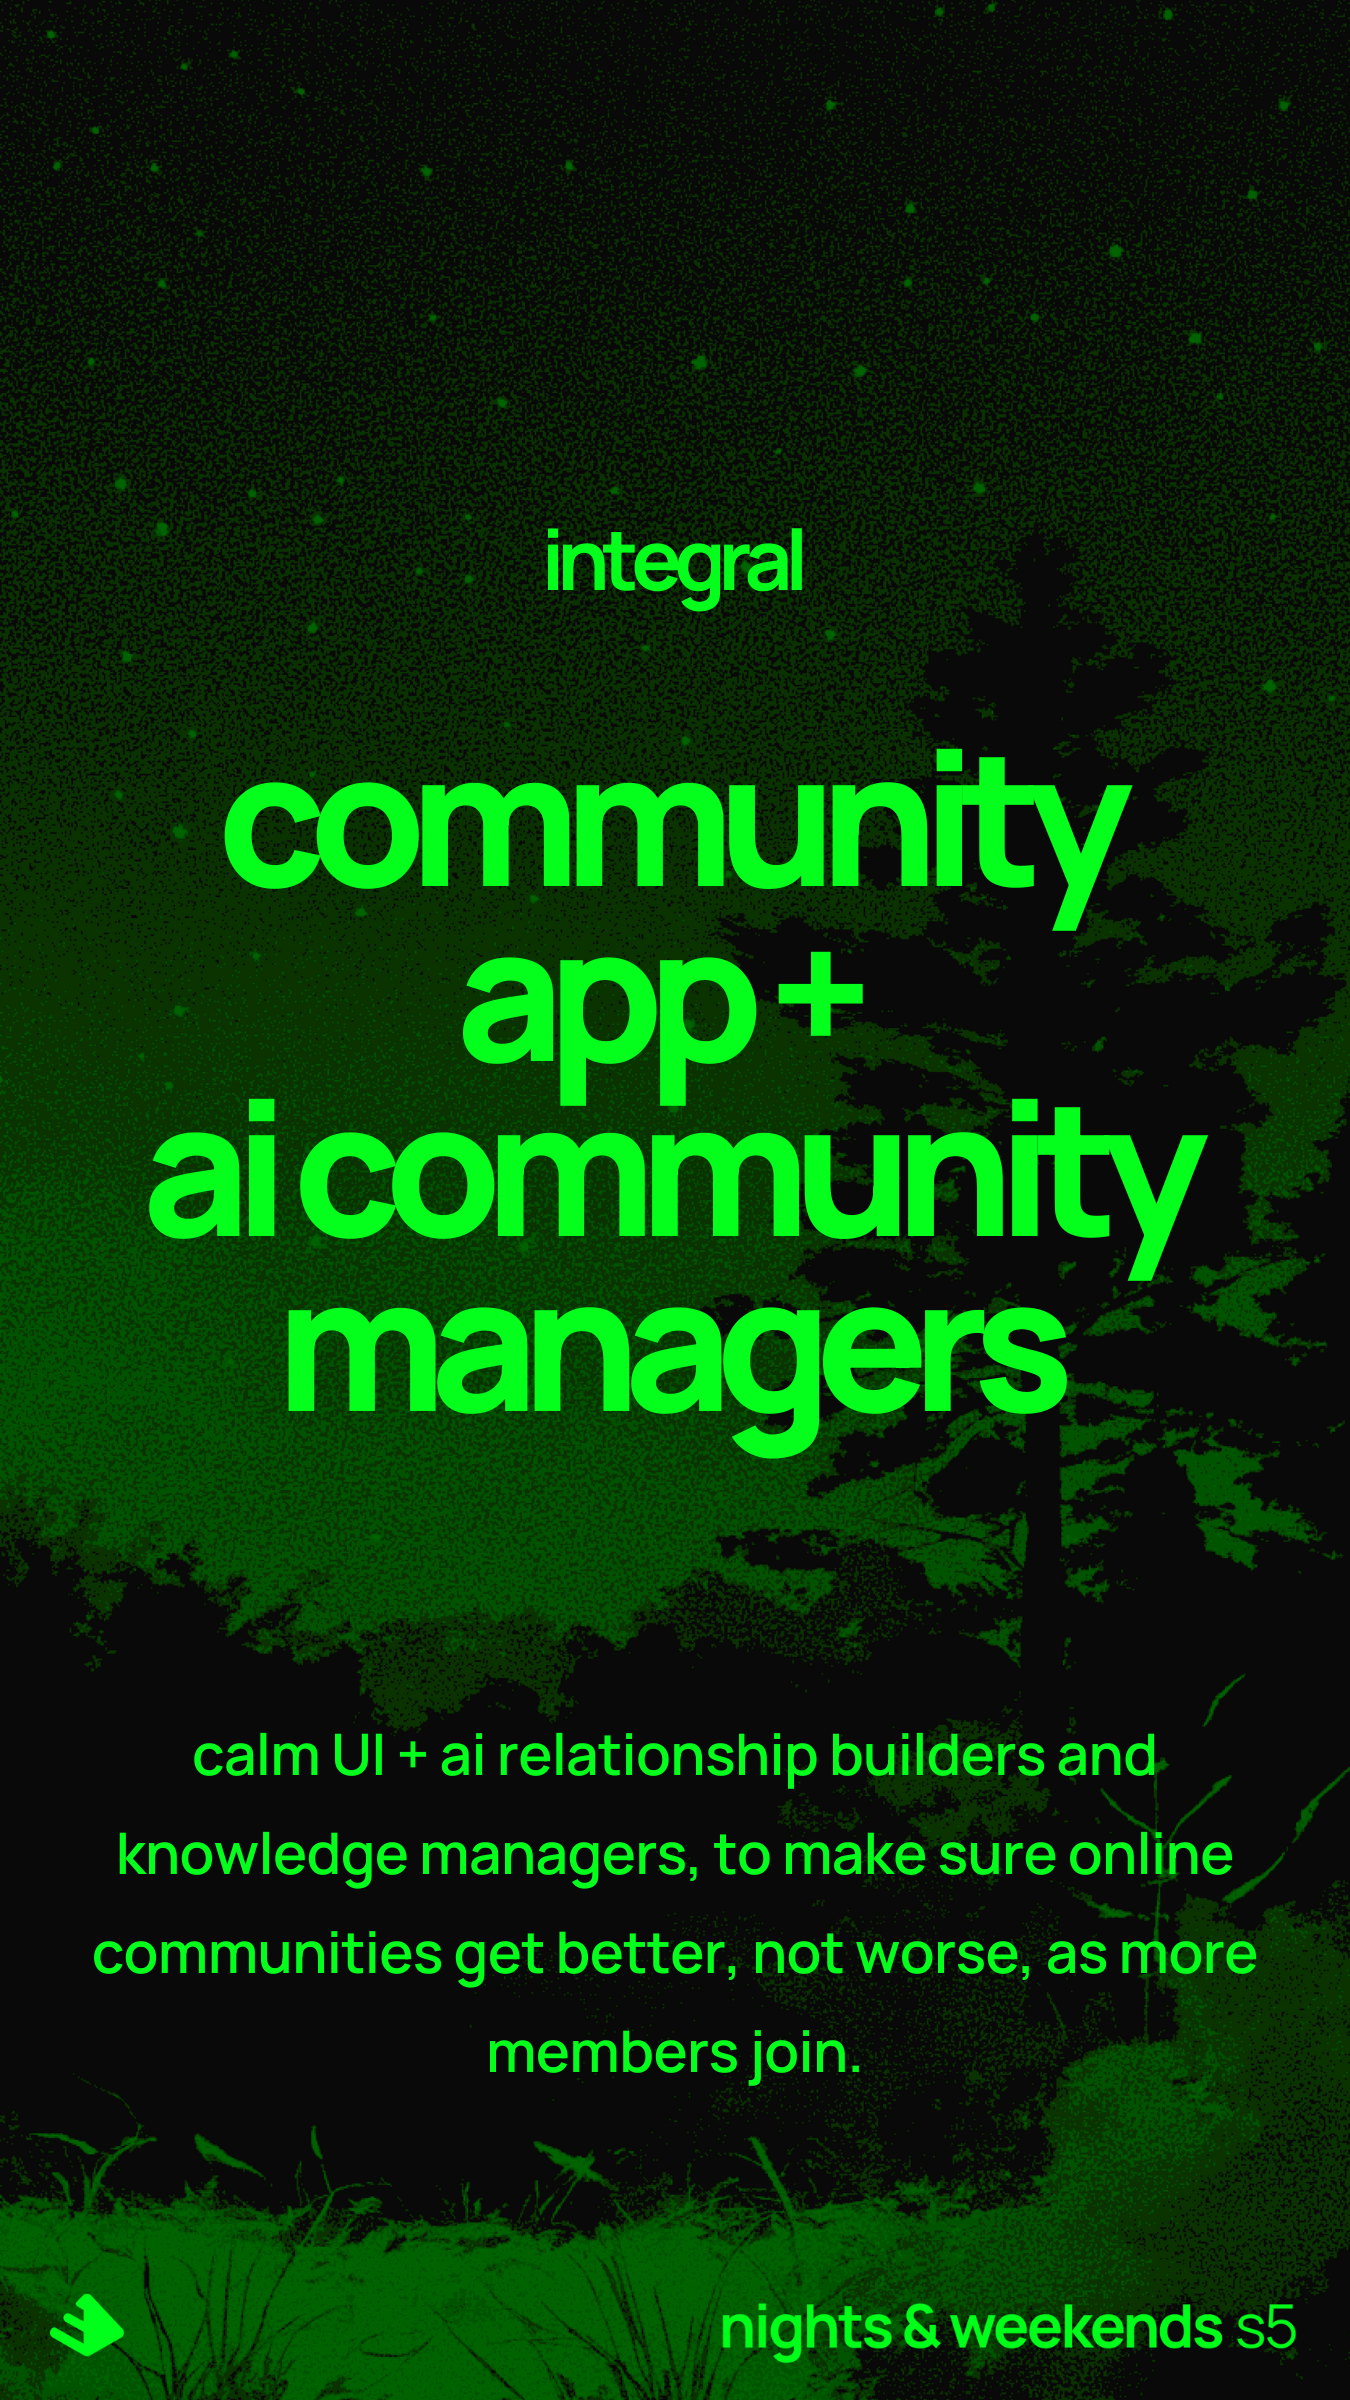 integral
community
app +
ai community
managers
calm UI + ai relationship builders and
knowledge managers, to make sure online
communities get better, not worse, as more
members join.
nights & weekends s5